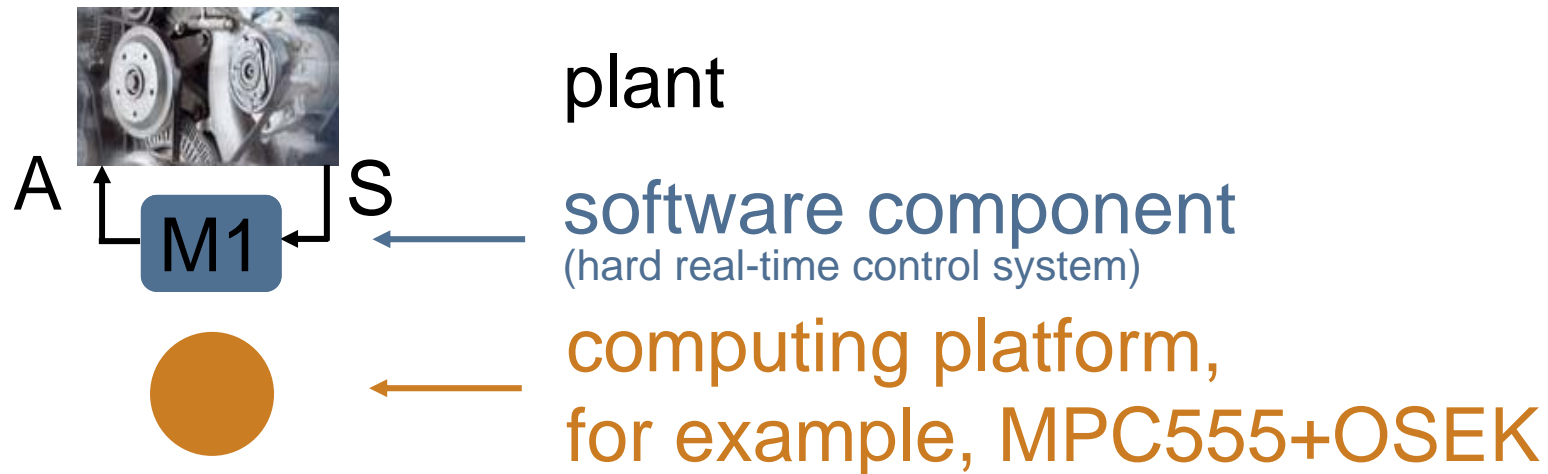 plant
A
S
M1
software component
(hard real-time control system)
computing platform,
for example, MPC555+OSEK